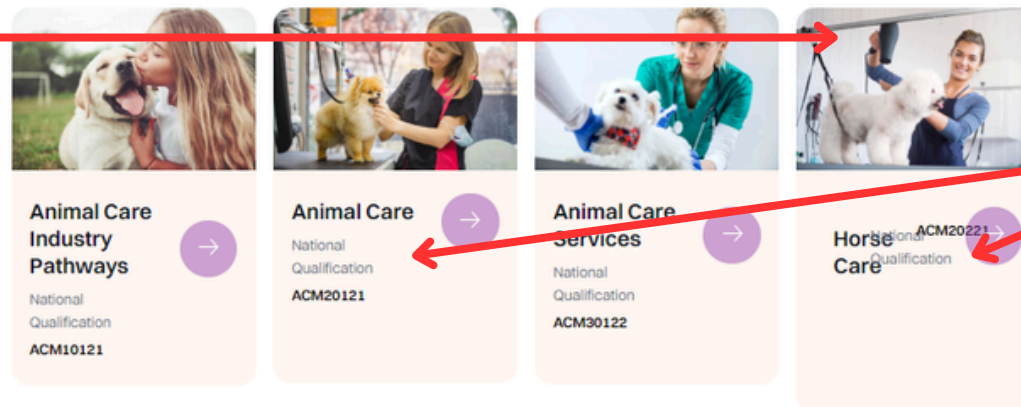 Animal Care
Industry
Pathways
National
Qualification
ACM10121
Animal Care
National
Qualification
ACM20121
Animal Care
Services
National
Qualification
ACM30122
Horse
Care
National
Qualification
ACM20221